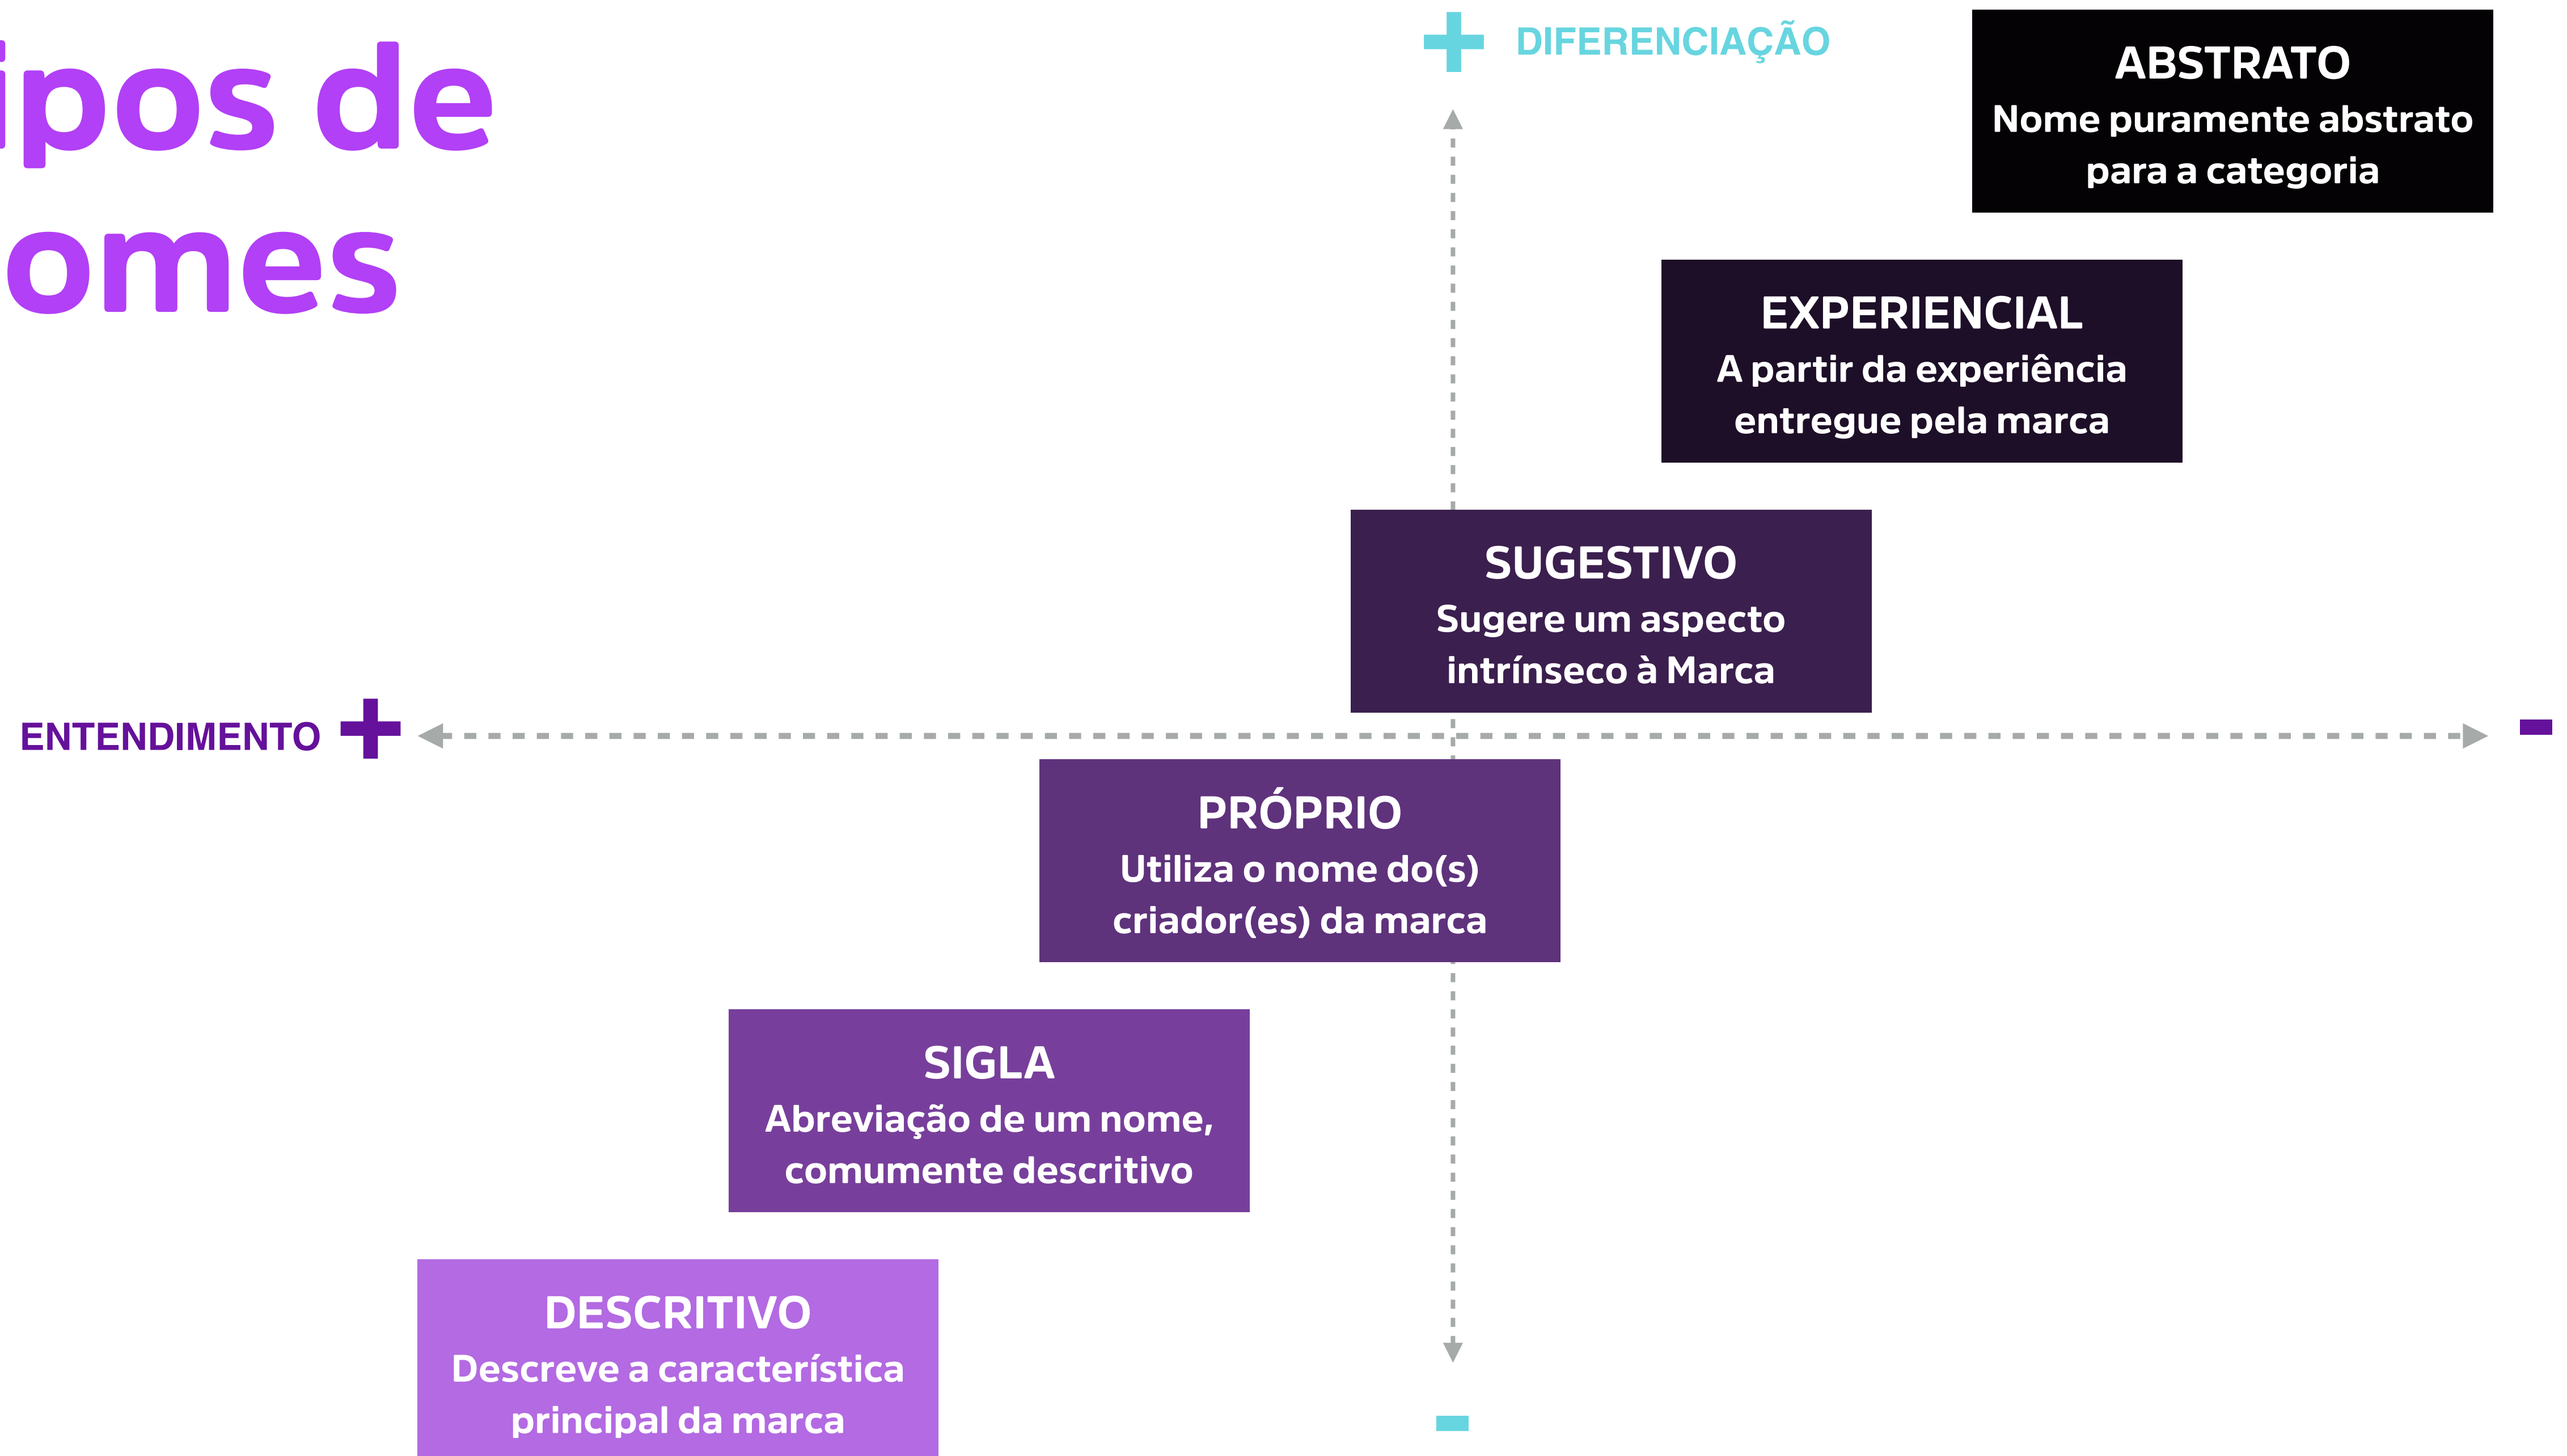 ipos de
omes
+ DIFERENCIAÇÃO
ABSTRATO
Nome puramente abstrato
para a categoria
EXPERIENCIAL
A partir da experiência
entregue pela marca
SUGESTIVO
Sugere um aspecto
intrínseco à Marca
ENTENDIMENTO +
-
PRÓPRIO
Utiliza o nome do(s)
criador(es) da marca
SIGLA
Abreviação de um nome,
comumente descritivo
DESCRITIVO
Descreve a característica
principal da marca
-